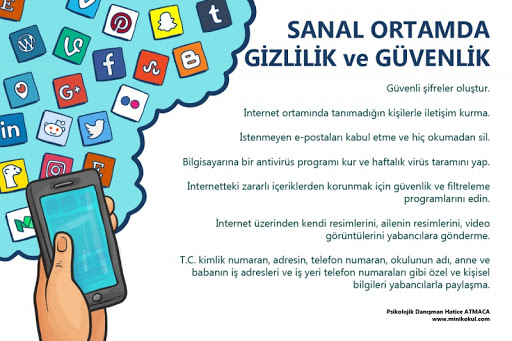 SANAL ORTAMDA
GİZLİLİK ve GÜVENLİK
Güvenli şifreler oluştur.
İnternet ortamında tanımadığın kişilerle iletişim kurma.
İstenmeyen e-postaları kabul etme ve hiç okumadan sil.
Bilgisayarına bir antivirüs programı kur ve haftalık virüs taramını yap.
İnternetteki zararlı içeriklerden korunmak için güvenlik ve filtreleme
programlarını edin.
İnternet üzerinden kendi resimlerini, ailenin resimlerini, video
görüntülerini yabancılara gönderme.
T.C. kimlik numaran, adresin, telefon numaran, okulunun adı, anne ve
babanın iş adresleri ve iş yeri telefon numaraları gibi özel ve kişisel
bilgileri yabancılarla paylaşma.
Psikolojik Danışman Hatice ATMACA
www.minikokul.com